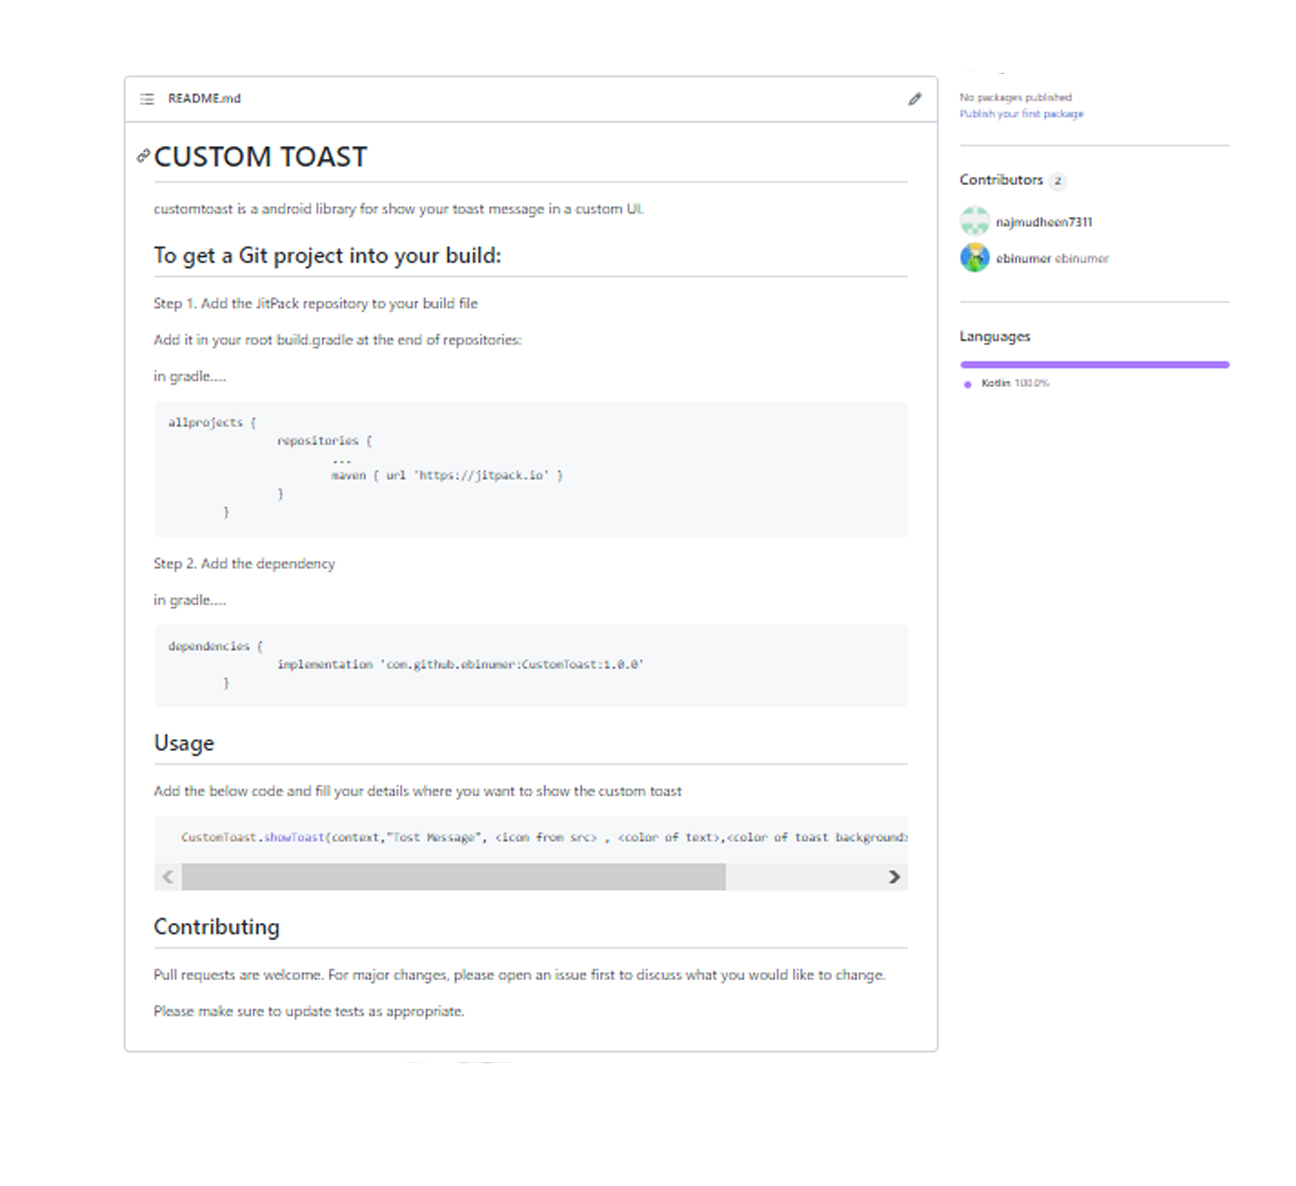 README.md
CUSTOM TOAST
customtoast is a android library for show your toast message in a custom UI.
To get a Git project into your build:
Step 1. Add the JitPack repository to your build file
Add it in your root build.gradle at the end of repositories:
in gradle.....
allprojects {
repositories {
...
maven { url 'https://jitpack.io' }
}
}
Step 2. Add the dependency
in gradle.....
dependencies {
implementation 'com.github.ebinumer:CustomToast:1.0.0'
}
Usage
Add the below code and fill your details where you want to show the custom toast
CustomToast.showToast(context,"Tost Message", <icon from src> , <color of text>,<color of toast background>
Contributing
Pull requests are welcome. For major changes, please open an issue first to discuss what you would like to change.
Please make sure to update tests as appropriate.
No packages published
Publish your first package
Contributors 2
najmudheen7311
ebinumer ebinumer
Languages
Kotlin 100.0%